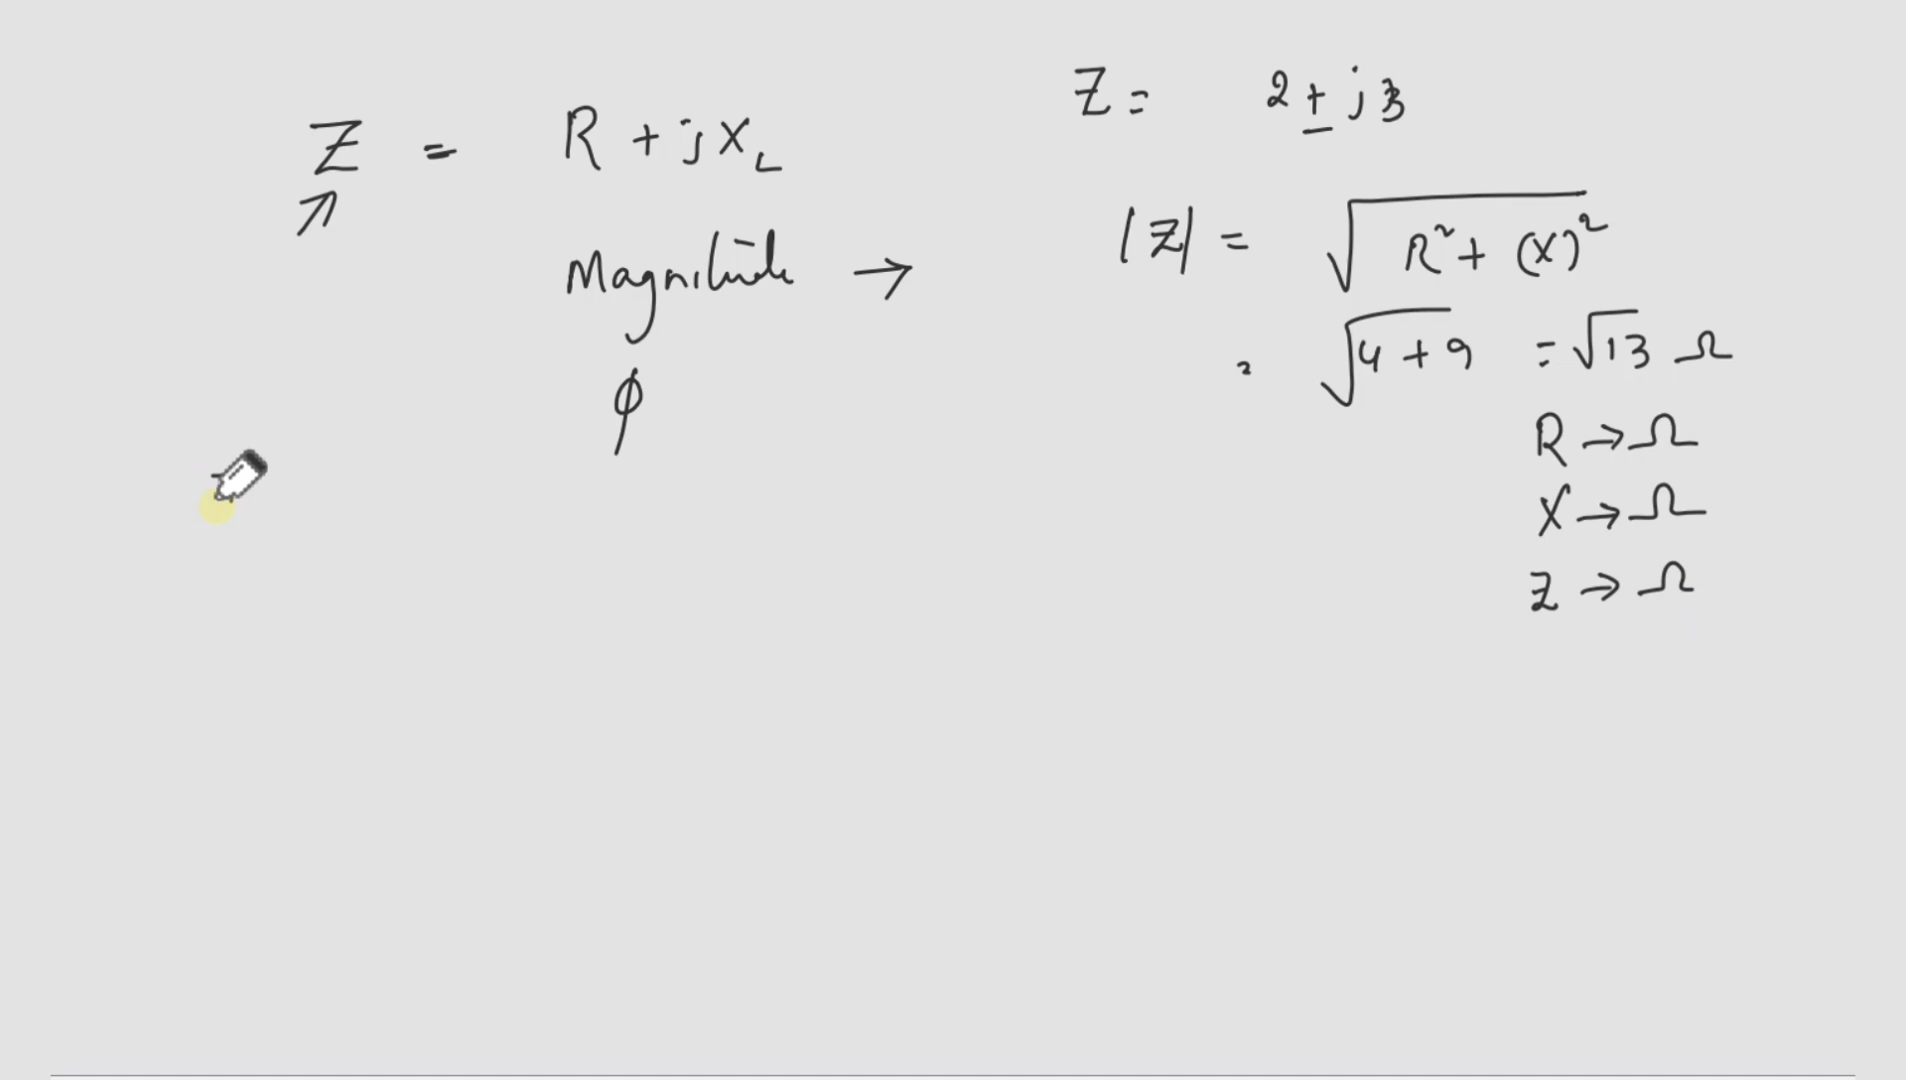 Z = R + jX_L
Magnitude →
ϕ
Z = 2 ± j3
|Z| = √(R² + (X)²)
= √(4 + 9) = √13 Ω
R → Ω
X → Ω
Z → Ω